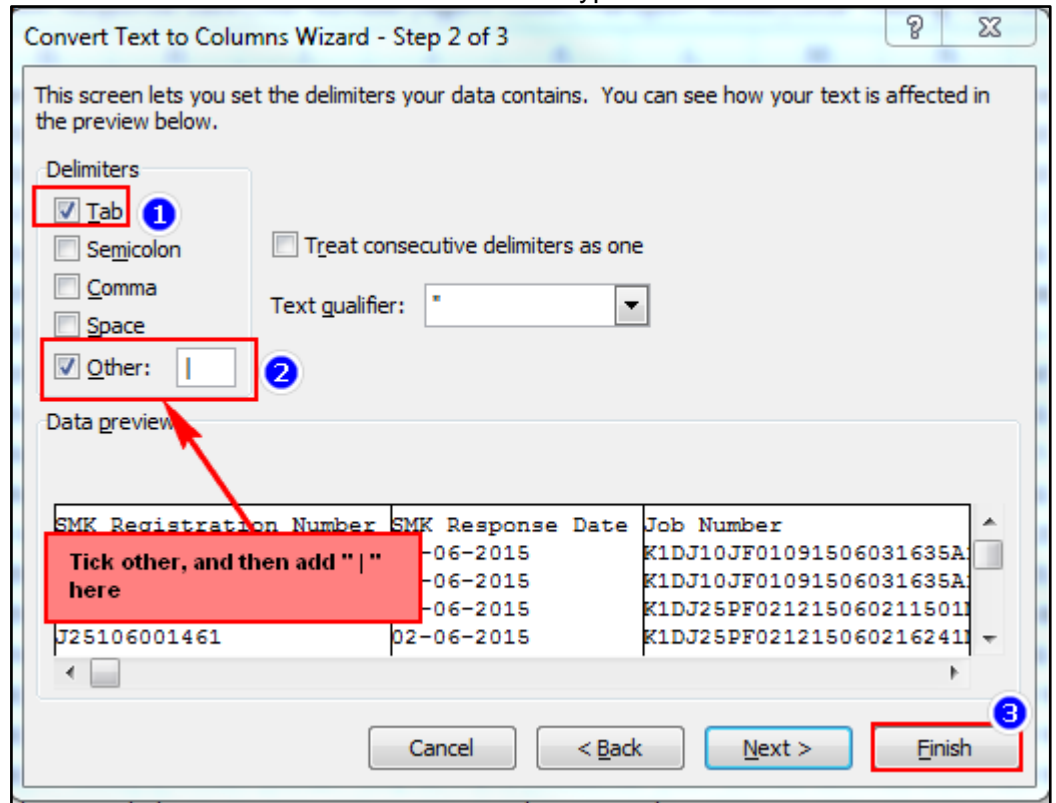 Convert Text to Columns Wizard - Step 2 of 3
This screen lets you set the delimiters your data contains. You can see how your text is affected in
the preview below.
Delimiters
Tab 1
Semicolon
Treat consecutive delimiters as one
Comma
Text qualifier: "
Space
Other: | 2
Data preview
SMK Registration Number SMK Response Date Job Number
-06-2015 K1DJ10JF01091506031635A
-06-2015 K1DJ10JF01091506031635A
-06-2015 K1DJ25PF021215060211501
J25106001461 02-06-2015 K1DJ25PF021215060216241
Tick other, and then add "|"
here
3
Cancel < Back Next > Finish